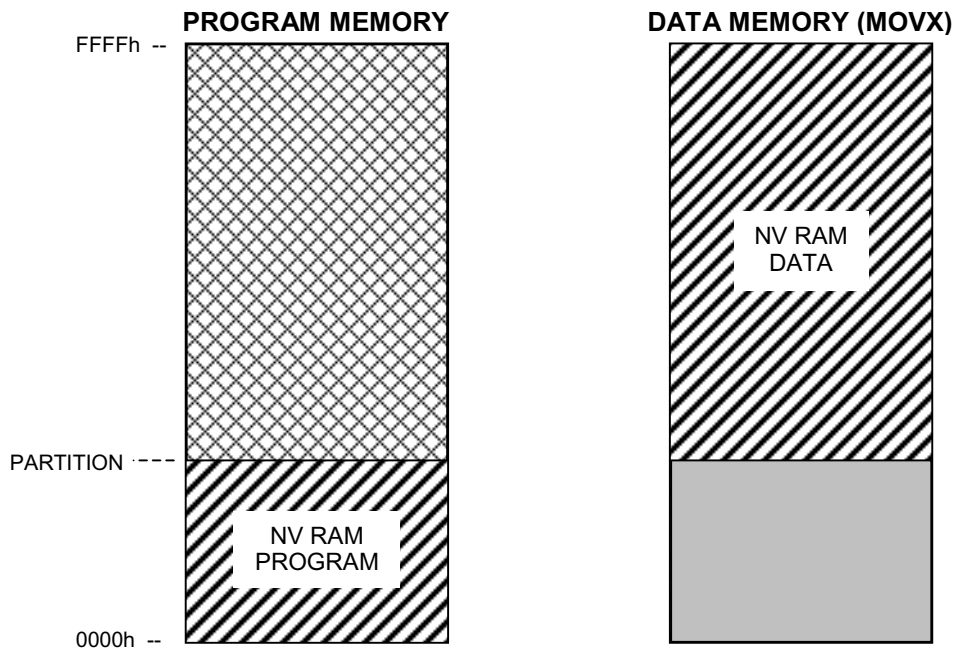 PROGRAM MEMORY
DATA MEMORY (MOVX)
FFFFh --
NV RAM
DATA
PARTITION ----
NV RAM
PROGRAM
0000h --